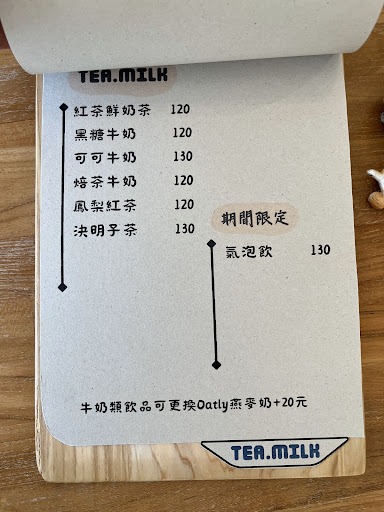 TEA.MILK
紅茶鮮奶茶 120
黑糖牛奶 120
可可牛奶 130
焙茶牛奶 120
鳳梨紅茶 120
決明子茶 130
期間限定
氣泡飲 130
牛奶類飲品可更換Oatly燕麥奶+20元
TEA.MILK